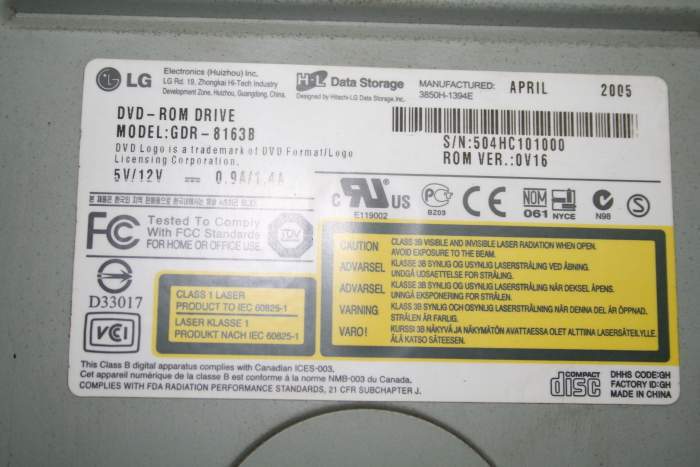 LG
Electronics (Huizhou) Inc.
LG Rd. 19, Zhongkai Hi-Tech Industry
Development Zone, Huizhou, Guangdong, China.
H·L Data Storage
Designed by Hitachi-LG Data Storage, Inc.
MANUFACTURED: APRIL 2005
3850H-1394E
DVD-ROM DRIVE
MODEL:GDR-8163B
DVD Logo is a trademark of DVD Format/Logo
Licensing Corporation.
5V/12V 0.9A/1.4A
S/N:504HC101000
ROM VER.:0V16
FC
Tested To Comply
With FCC Standards
FOR HOME OR OFFICE USE
TÜV
C UL US
E119002
PC
BZ03
CE
NOM
061 NYCE
N98
S
D33017
VCI
CLASS 1 LASER
PRODUCT TO IEC 60825-1
LASER KLASSE 1
PRODUKT NACH IEC 60825-1
CAUTION CLASS 3B VISIBLE AND INVISIBLE LASER RADIATION WHEN OPEN.
AVOID EXPOSURE TO THE BEAM.
ADVARSEL KLASSE 3B SYNLIG OG USYNLIG LASERSTRÅLING VED ÅBNING.
UNDGÅ UDSAETTELSE FOR STRÅLING.
ADVARSEL KLASSE 3B SYNLIG OG USYNLIG LASERSTRÅLING NÅR DEKSEL ÅPENS.
UNNGÅ EKSPONERING FOR STRÅLEN.
VARNING KLASS 3B SYNLIG OCH OSYNLIG LASERSTRÅLNING NÄR DENNA DEL ÄR ÖPPNAD.
STRÅLEN ÄR FARLIG.
VARO! KURSSI 3B NÄKYVÄ JA NÄKYMÄTÖN AVATTAESSA OLET ALTTIINA LASERSÄTEILYLLE.
ÄLÄ KATSO SÄTEESEEN.
This Class B digital apparatus complies with Canadian ICES-003.
Cet appareil numérique de la classe B est conforme à la norme NMB-003 du Canada.
COMPLIES WITH FDA RADIATION PERFORMANCE STANDARDS, 21 CFR SUBCHAPTER J.
COMPACT
disc
DHHS CODE:GH
FACTORY ID:GH
MADE IN CHINA